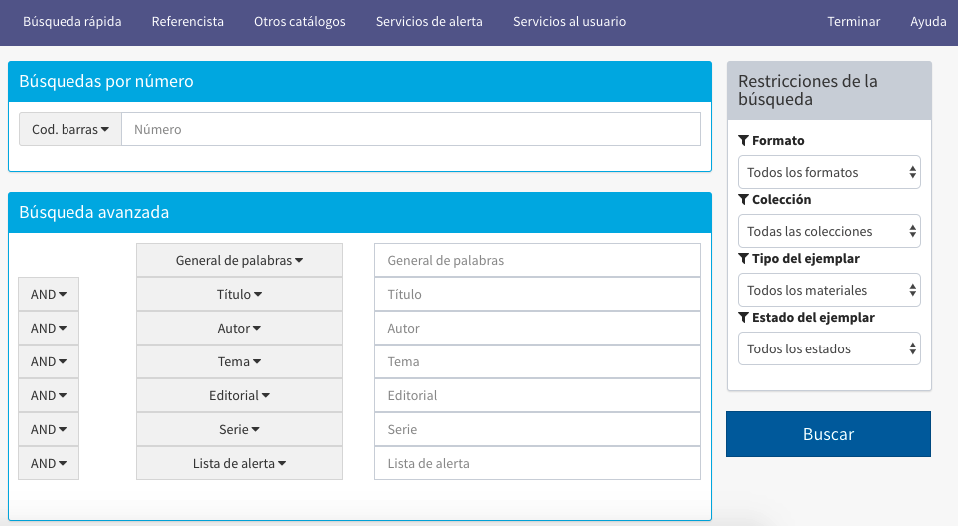 Búsqueda rápida Referencista Otros catálogos Servicios de alerta Servicios al usuario Terminar Ayuda
Búsquedas por número
Cod. barras Número
Búsqueda avanzada
General de palabras General de palabras
AND Título Título
AND Autor Autor
AND Tema Tema
AND Editorial Editorial
AND Serie Serie
AND Lista de alerta Lista de alerta
Restricciones de la
búsqueda
Formato
Todos los formatos
Colección
Todas las colecciones
Tipo del ejemplar
Todos los materiales
Estado del ejemplar
Todos los estados
Buscar